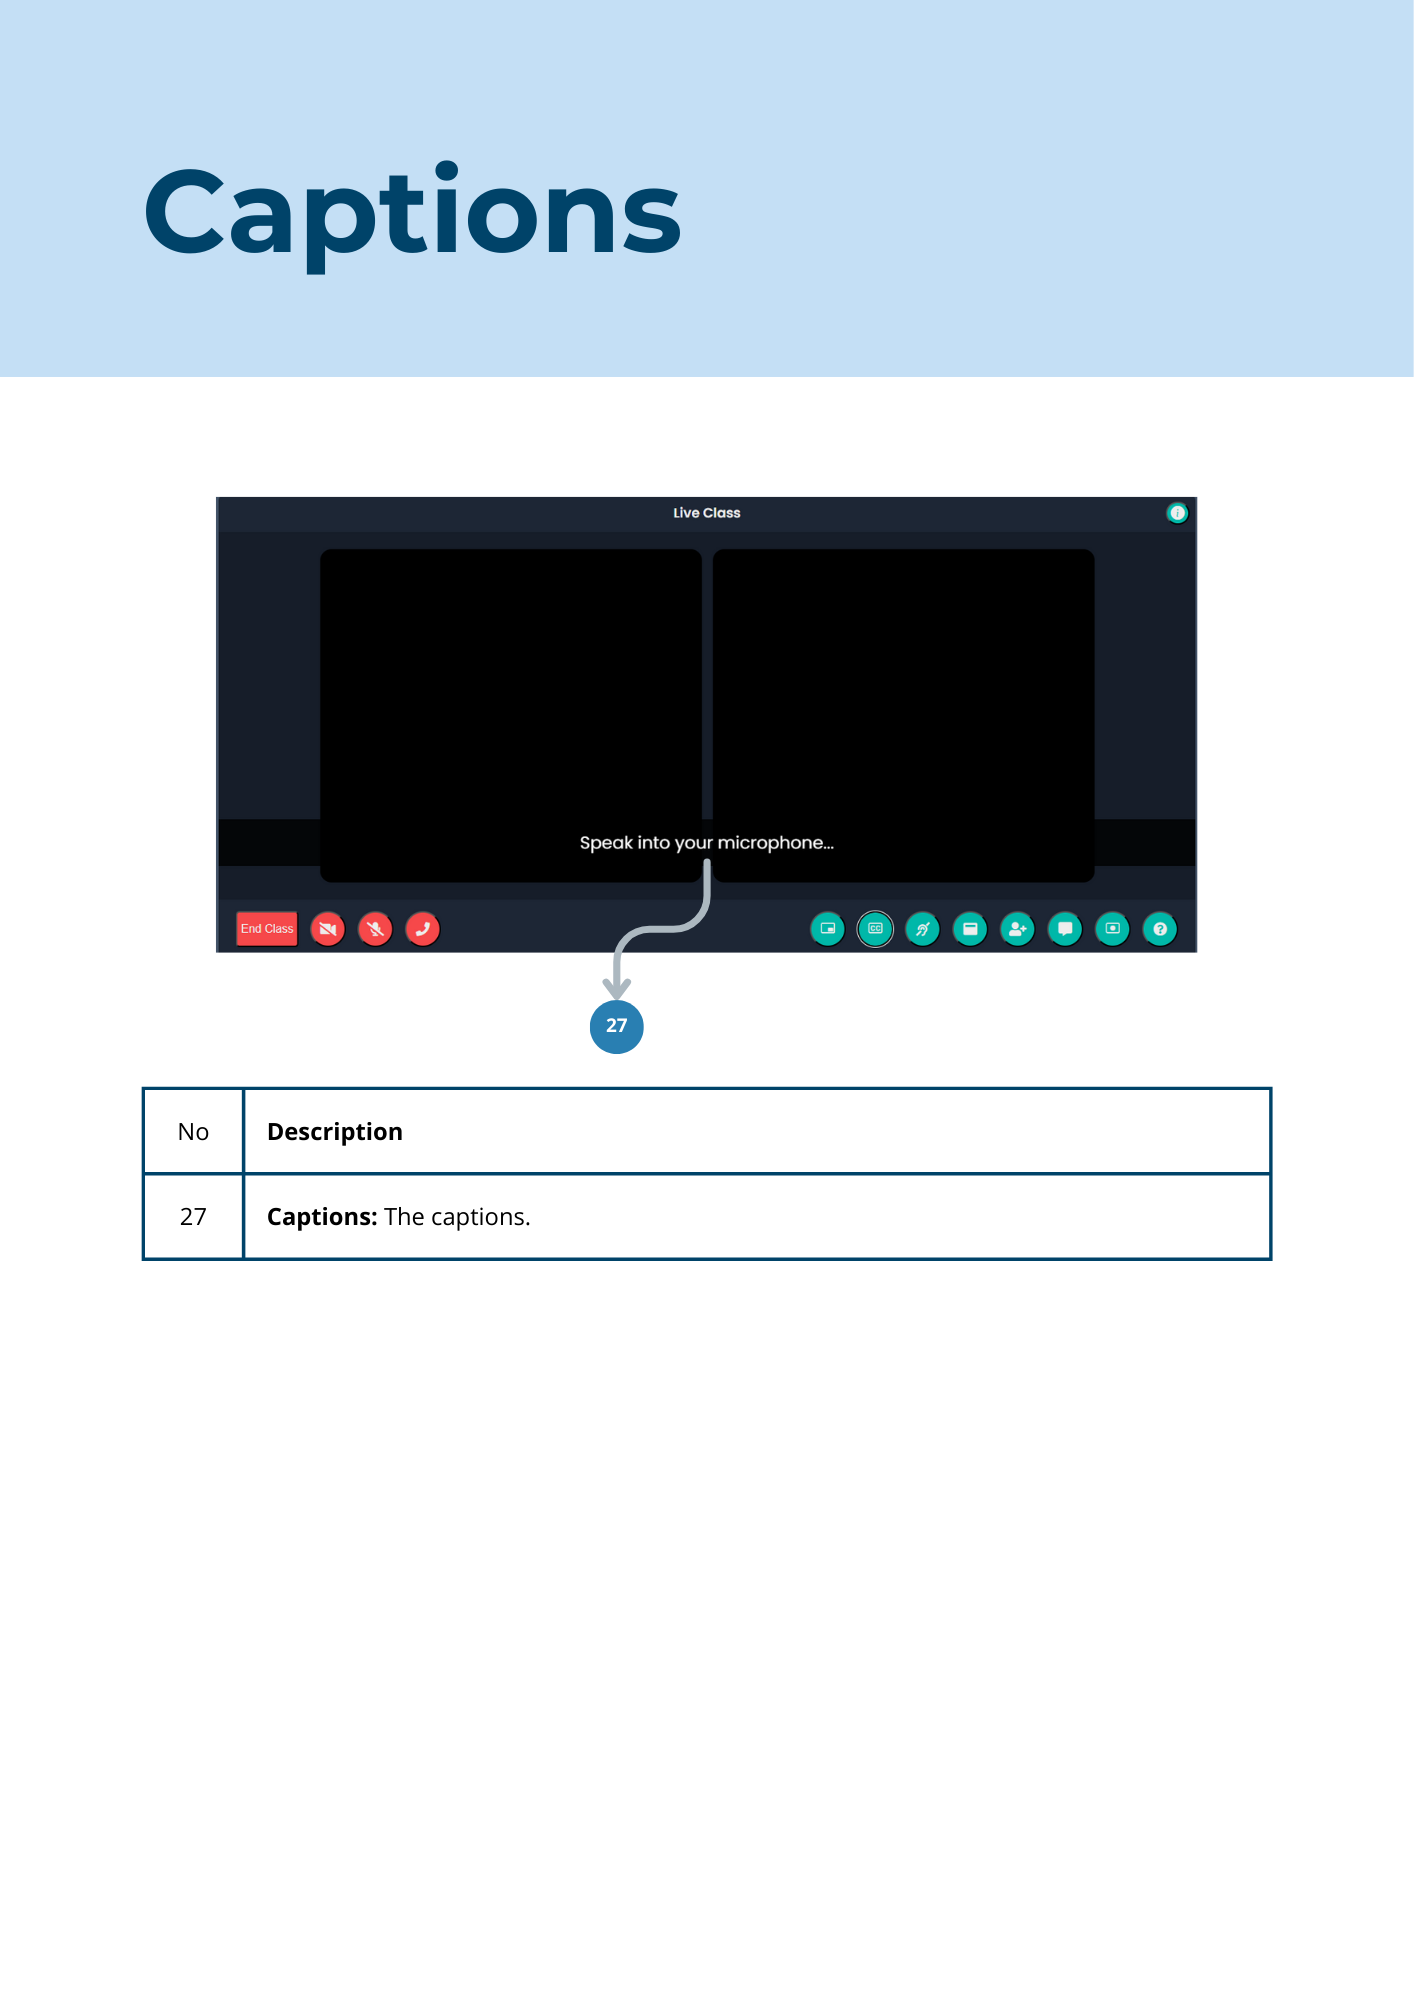 Captions
Live Class
Speak into your microphone...
End Class
CC
27
No
Description
27
Captions: The captions.